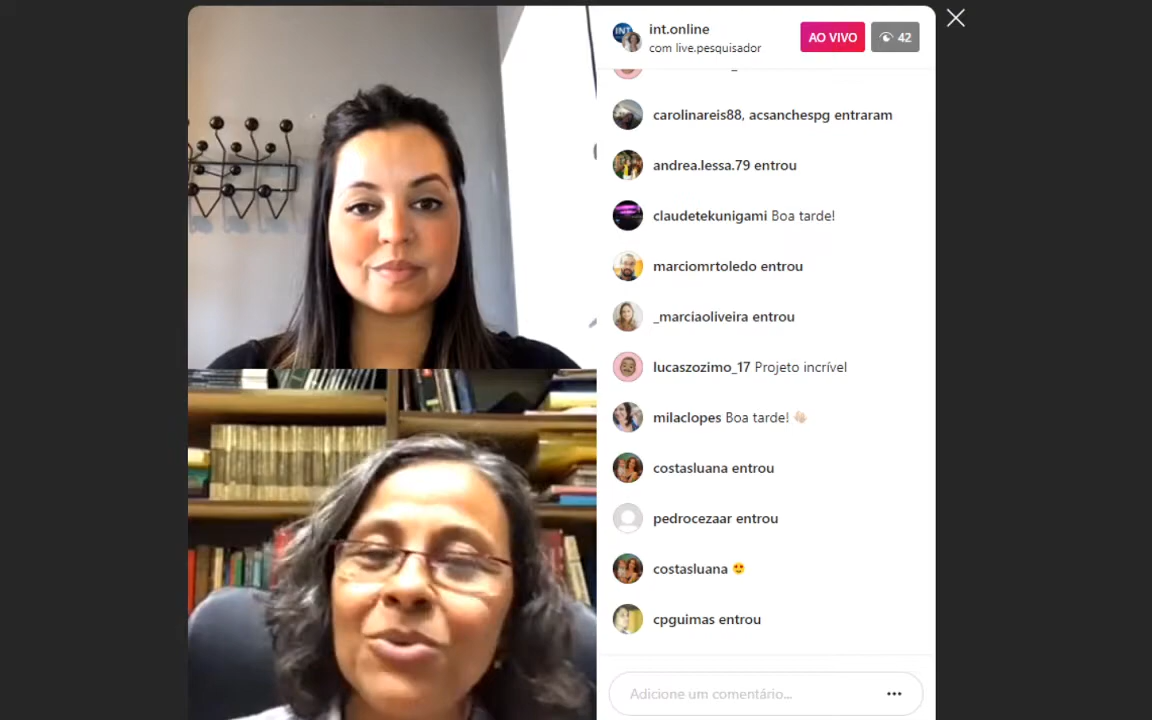 INT
int.online
com live.pesquisador
AO VIVO
42
carolinareis88, acsanchespg entraram
andrea.lessa.79 entrou
claudetekunigami Boa tarde!
marciomrtoledo entrou
_marciaoliveira entrou
lucaszozimo_17 Projeto incrível
milaclopes Boa tarde! 👋🏻
costasluana entrou
pedrocezaar entrou
costasluana 😍
cpguimas entrou
Adicione um comentário...